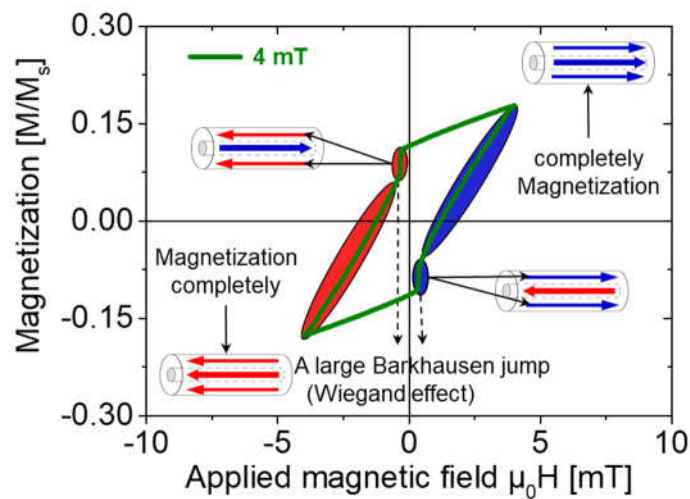 Magnetization [M/Mₛ]
0.30
0.15
0.00
-0.15
-0.30
4 mT
completely
Magnetization
Magnetization
completely
A large Barkhausen jump
(Wiegand effect)
-10
-5
0
5
10
Applied magnetic field µ₀H [mT]